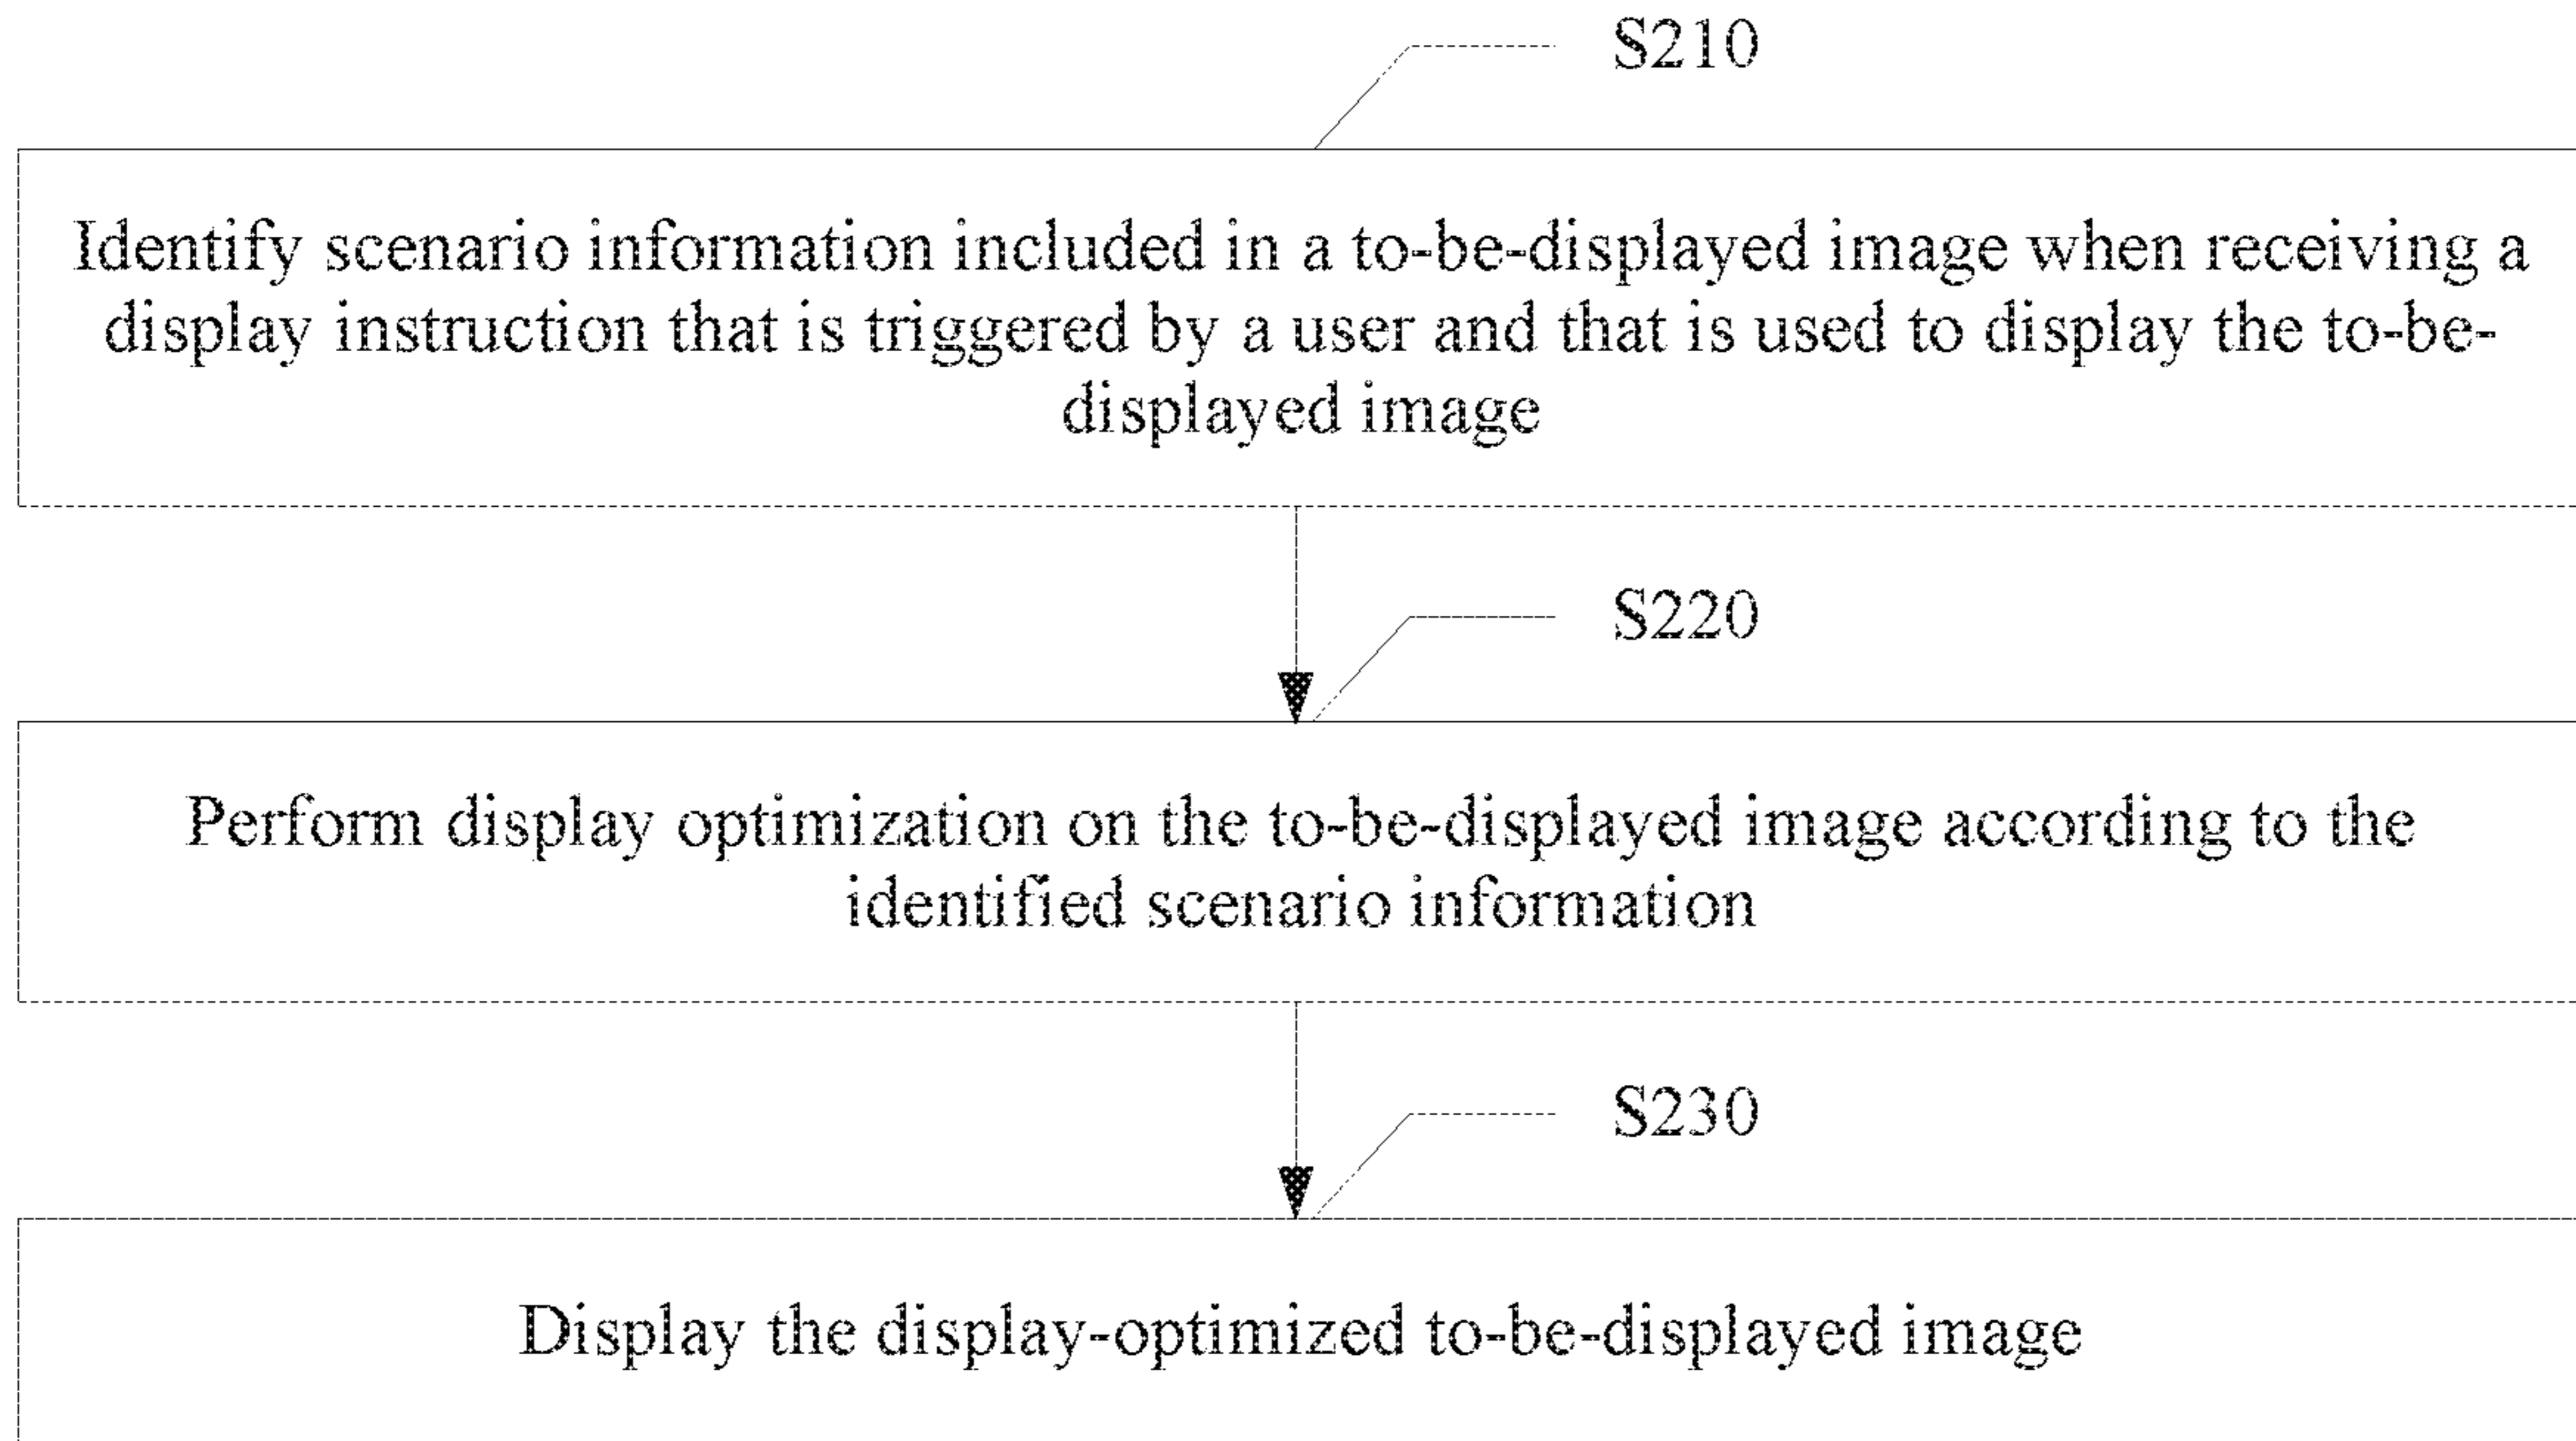 S210
Identify scenario information included in a to-be-displayed image when receiving a
display instruction that is triggered by a user and that is used to display the to-be-
displayed image
S220
Perform display optimization on the to-be-displayed image according to the
identified scenario information
S230
Display the display-optimized to-be-displayed image